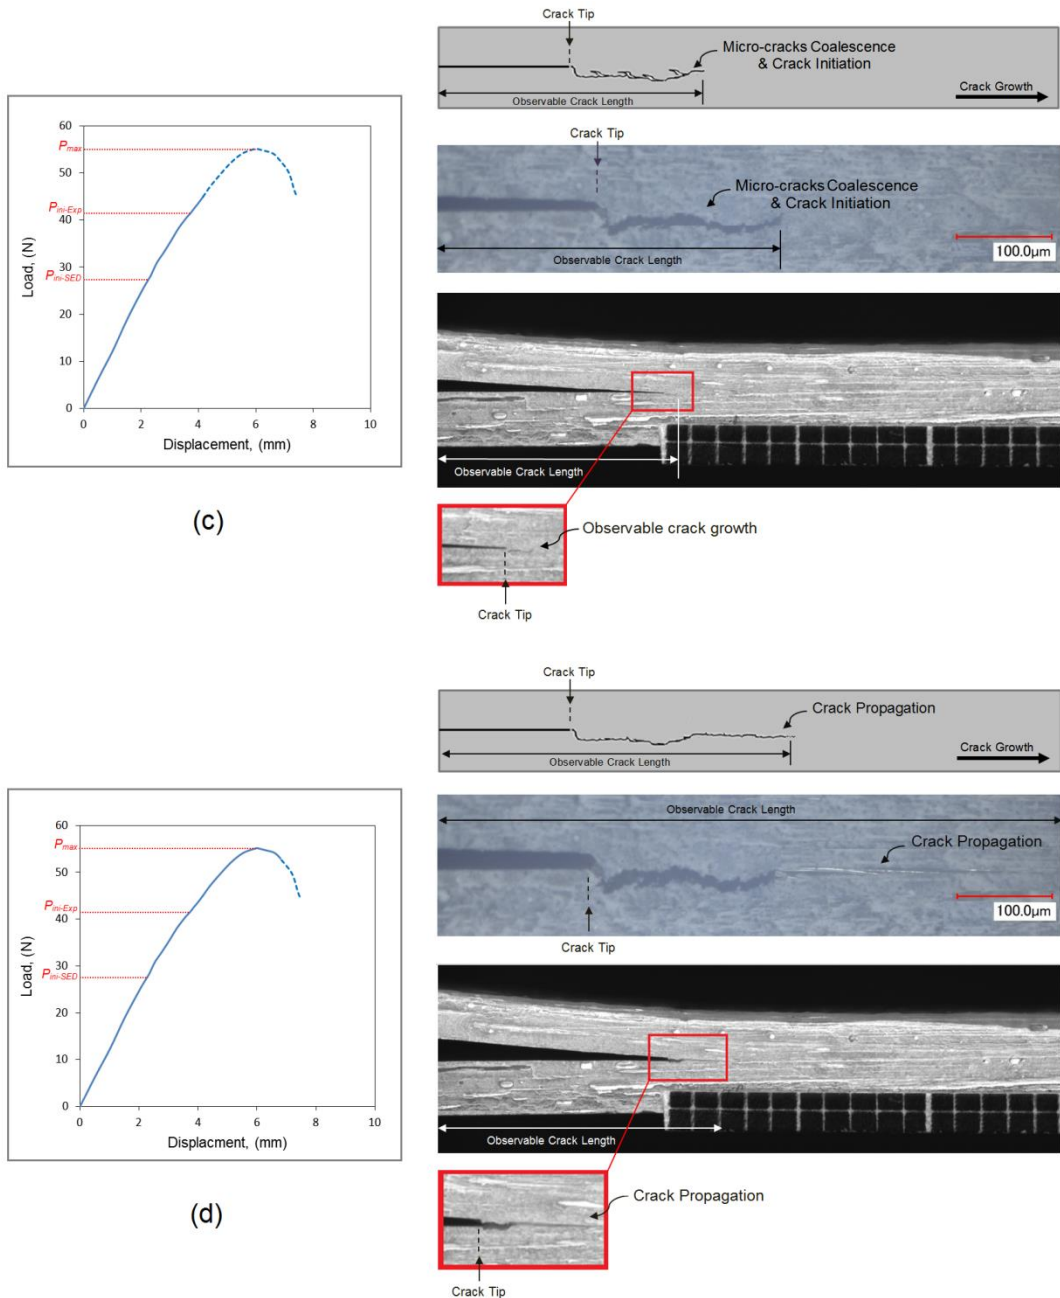 Crack Tip
Micro-cracks Coalescence
& Crack Initiation
Observable Crack Length
Crack Growth
60
50
40
30
20
10
0
Load, (N)
Pmax
Pini-Exp
Pini-SED
0
2
4
6
8
10
Displacement, (mm)
(c)
Crack Tip
Micro-cracks Coalescence
& Crack Initiation
Observable Crack Length
100.0µm
Observable Crack Length
Observable crack growth
Crack Tip
Crack Tip
Crack Propagation
Observable Crack Length
Crack Growth
60
50
40
30
20
10
0
Load, (N)
Pmax
Pini-Exp
Pini-SED
0
2
4
6
8
10
Displacment, (mm)
(d)
Observable Crack Length
Crack Propagation
100.0µm
Crack Tip
Observable Crack Length
Crack Propagation
Crack Tip